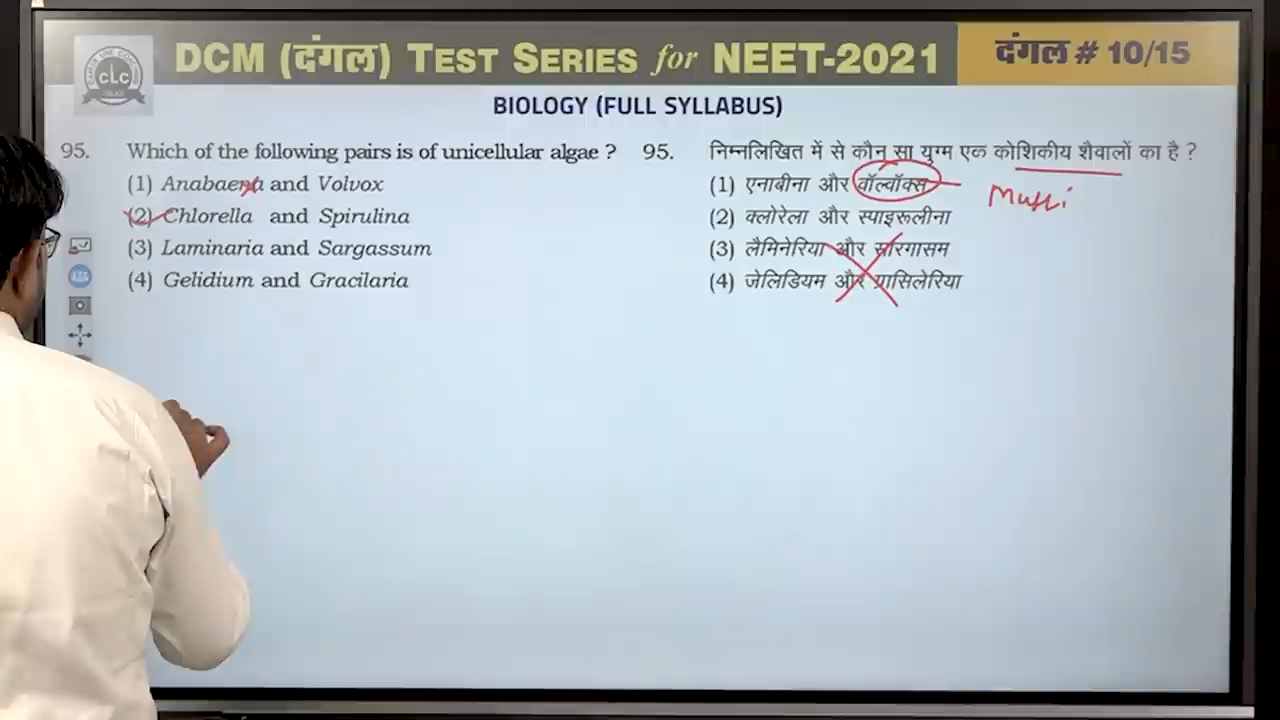 DCM (दंगल) TEST SERIES for NEET-2021
दंगल # 10/15
CLC
BIOLOGY (FULL SYLLABUS)
95. Which of the following pairs is of unicellular algae ?
(1) Anabaena and Volvox
(2) Chlorella and Spirulina
(3) Laminaria and Sargassum
(4) Gelidium and Gracilaria
95. निम्नलिखित में से कौन सा युग्म एक कोशिकीय शैवालों का है ?
(1) एनाबीना और वॉल्वॉक्स
Multi
(2) क्लोरेला और स्पाइरूलीना
(3) लैमिनेरिया और सारगासम
(4) जेलिडियम और ग्रासिलेरिया